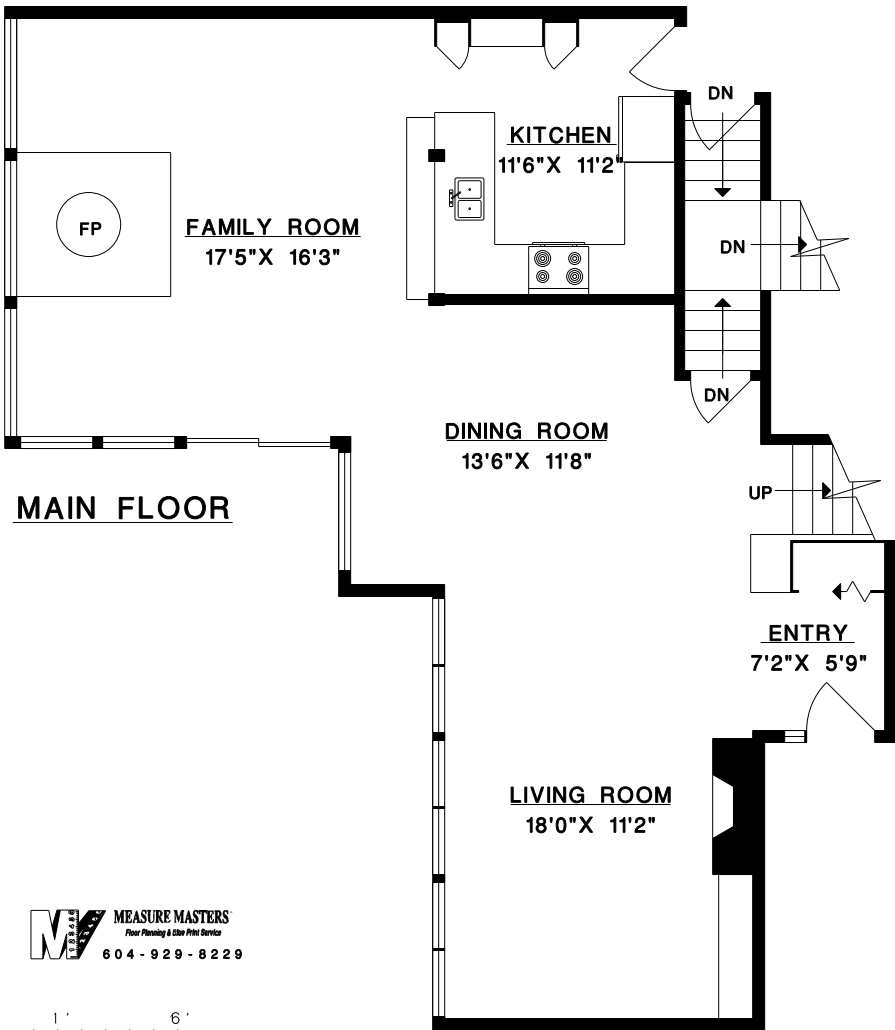 DN
KITCHEN
11'6"X 11'2"
FP
FAMILY ROOM
17'5"X 16'3"
DN
DN
DINING ROOM
13'6"X 11'8"
MAIN FLOOR
UP
ENTRY
7'2"X 5'9"
LIVING ROOM
18'0"X 11'2"
MEASURE MASTERS
Floor Planning & Blue Print Service
604-929-8229
1' 6'